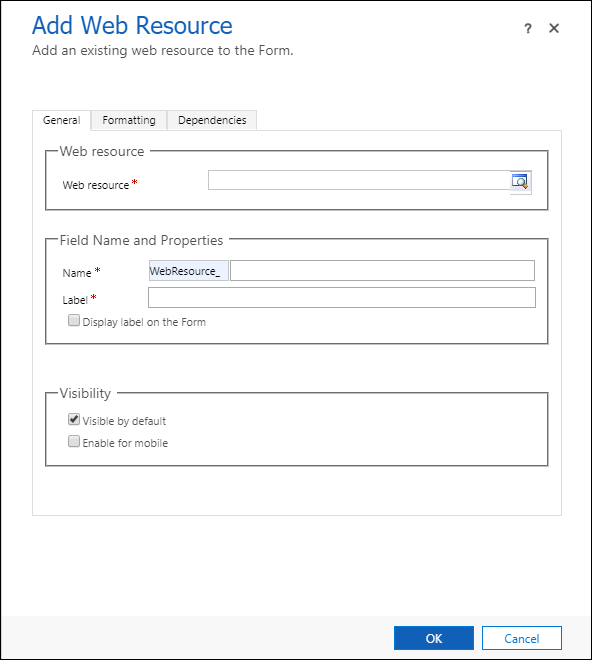 Add Web Resource
? ✕
Add an existing web resource to the Form.
General Formatting Dependencies
Web resource
Web resource *
Field Name and Properties
Name * WebResource_
Label *
Display label on the Form
Visibility
Visible by default
Enable for mobile
OK Cancel